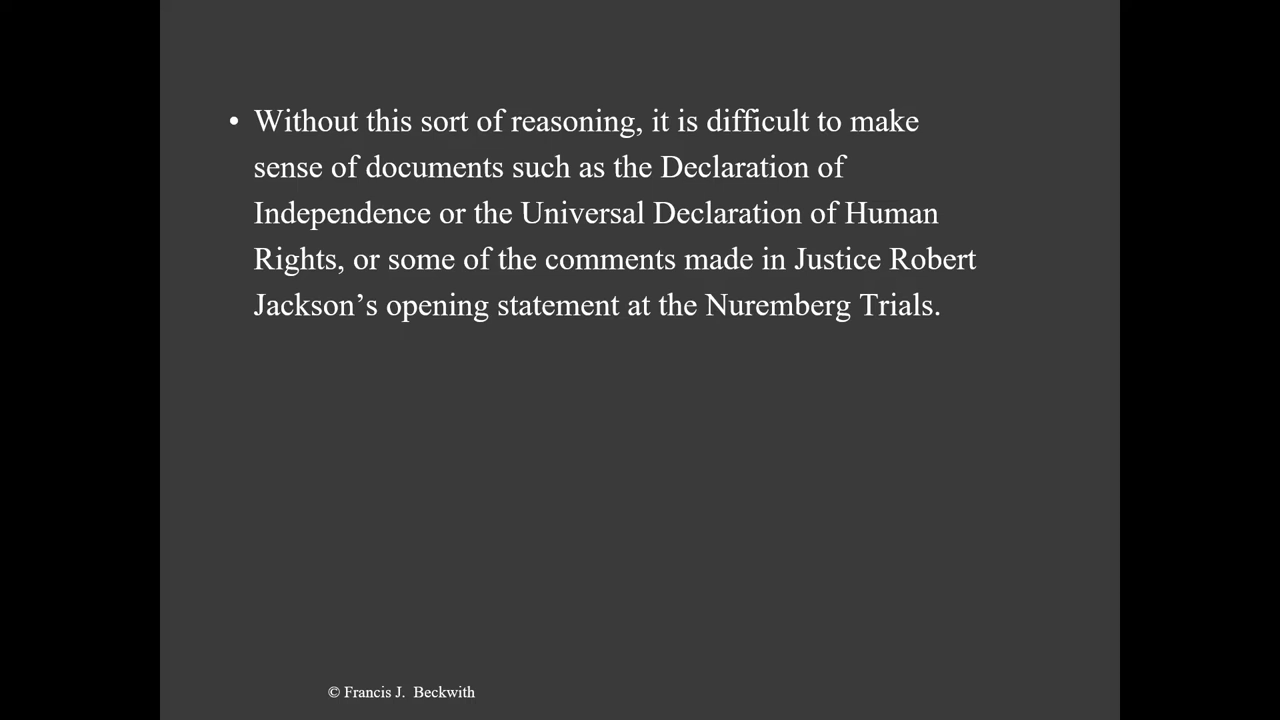 • Without this sort of reasoning, it is difficult to make
sense of documents such as the Declaration of
Independence or the Universal Declaration of Human
Rights, or some of the comments made in Justice Robert
Jackson’s opening statement at the Nuremberg Trials.
© Francis J.  Beckwith